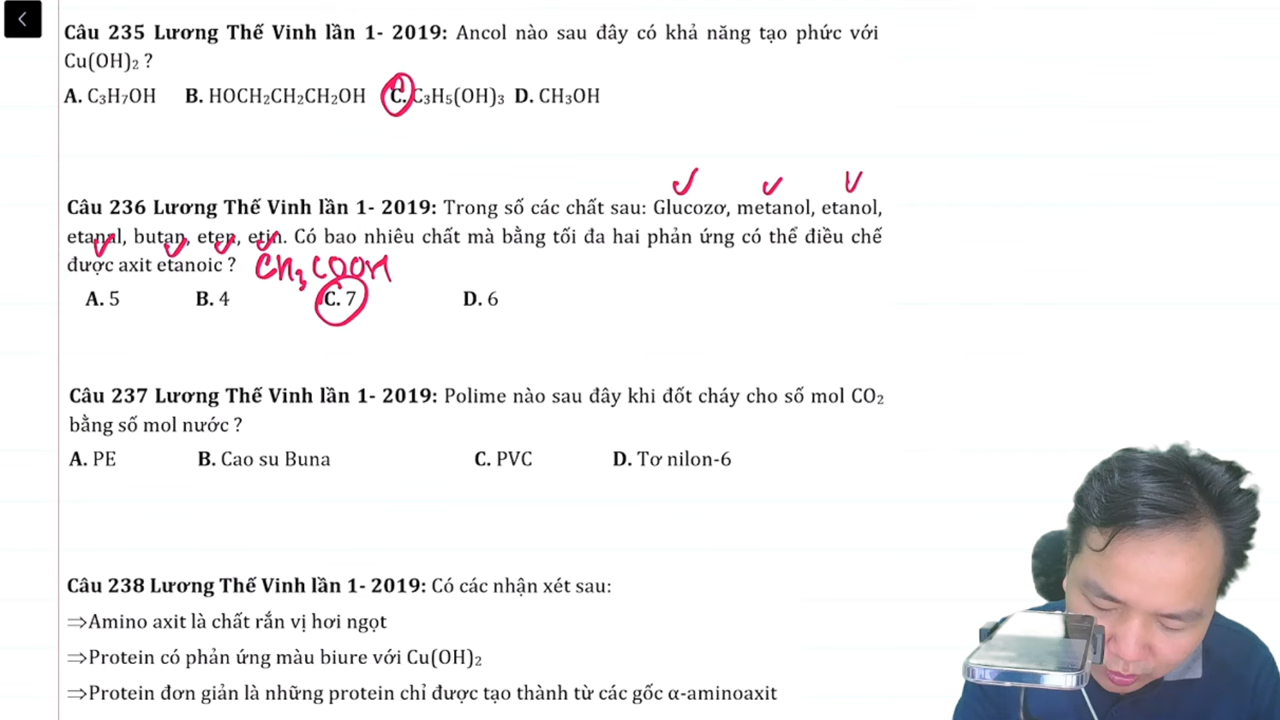 Câu 235 Lương Thế Vinh lần 1- 2019: Ancol nào sau đây có khả năng tạo phức với
Cu(OH)₂ ?
A. C₃H₇OH B. HOCH₂CH₂CH₂OH C. C₃H₅(OH)₃ D. CH₃OH
Câu 236 Lương Thế Vinh lần 1- 2019: Trong số các chất sau: Glucozơ, metanol, etanol,
etanal, butan, eten, etin. Có bao nhiêu chất mà bằng tối đa hai phản ứng có thể điều chế
được axit etanoic ? CH₃COOH
A. 5 B. 4 C. 7 D. 6
Câu 237 Lương Thế Vinh lần 1- 2019: Polime nào sau đây khi đốt cháy cho số mol CO₂
bằng số mol nước ?
A. PE B. Cao su Buna C. PVC D. Tơ nilon-6
Câu 238 Lương Thế Vinh lần 1- 2019: Có các nhận xét sau:
⇒Amino axit là chất rắn vị hơi ngọt
⇒Protein có phản ứng màu biure với Cu(OH)₂
⇒Protein đơn giản là những protein chỉ được tạo thành từ các gốc α-aminoaxit